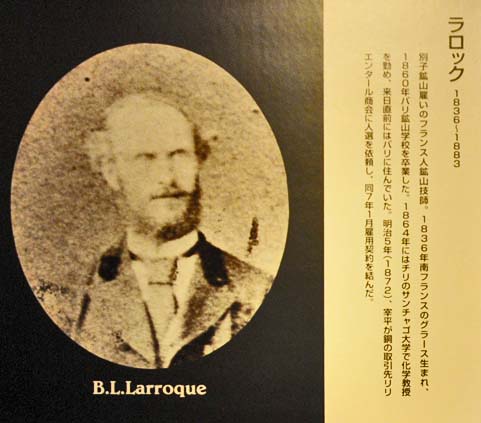 ラロック 1836〜1883
別子鉱山雇いのフランス人鉱山技師。1836年南フランスのグラース生まれ、
1860年パリ鉱山学校を卒業した。1864年にはチリのサンチャゴ大学で化学教授
を勤め、来日直前にはパリに住んでいた。明治5年(1872)、宰平が銅の取引先リリ
エンタール商会に人選を依頼し、同7年1月雇用契約を結んだ。
B.L.Larroque